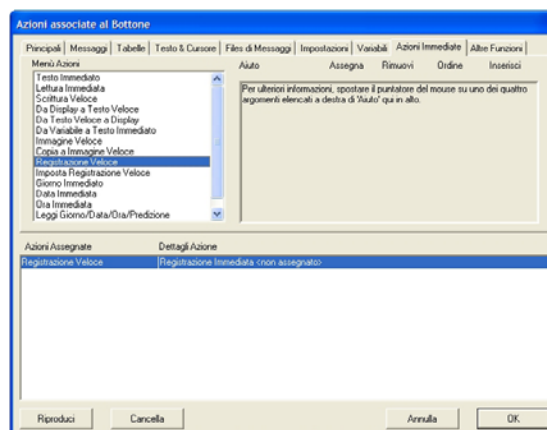 Azioni associate al Bottone
Principali Messaggi Tabelle Testo & Cursore Files di Messaggi Impostazioni Variabili Azioni Immediate Altre Funzioni
Menù Azioni
Aiuto Assegna Rimuovi Ordine Inserisci
Testo Immediato
Lettura Immediata
Scrittura Veloce
Da Display a Testo Veloce
Da Testo Veloce a Display
Da Variabile a Testo Immediato
Immagine Veloce
Copia a Immagine Veloce
Registrazione Veloce
Imposta Registrazione Veloce
Giorno Immediato
Data Immediata
Ora Immediata
Leggi Giorno/Data/Ora/Predizione
Per ulteriori informazioni, spostare il puntatore del mouse su uno dei quattro
argomenti elencati a destra di 'Aiuto' qui in alto.
Azioni Assegnate Dettagli Azione
Registrazione Veloce Registrazione Immediata <non assegnato>
Riproduci Cancella Annulla OK